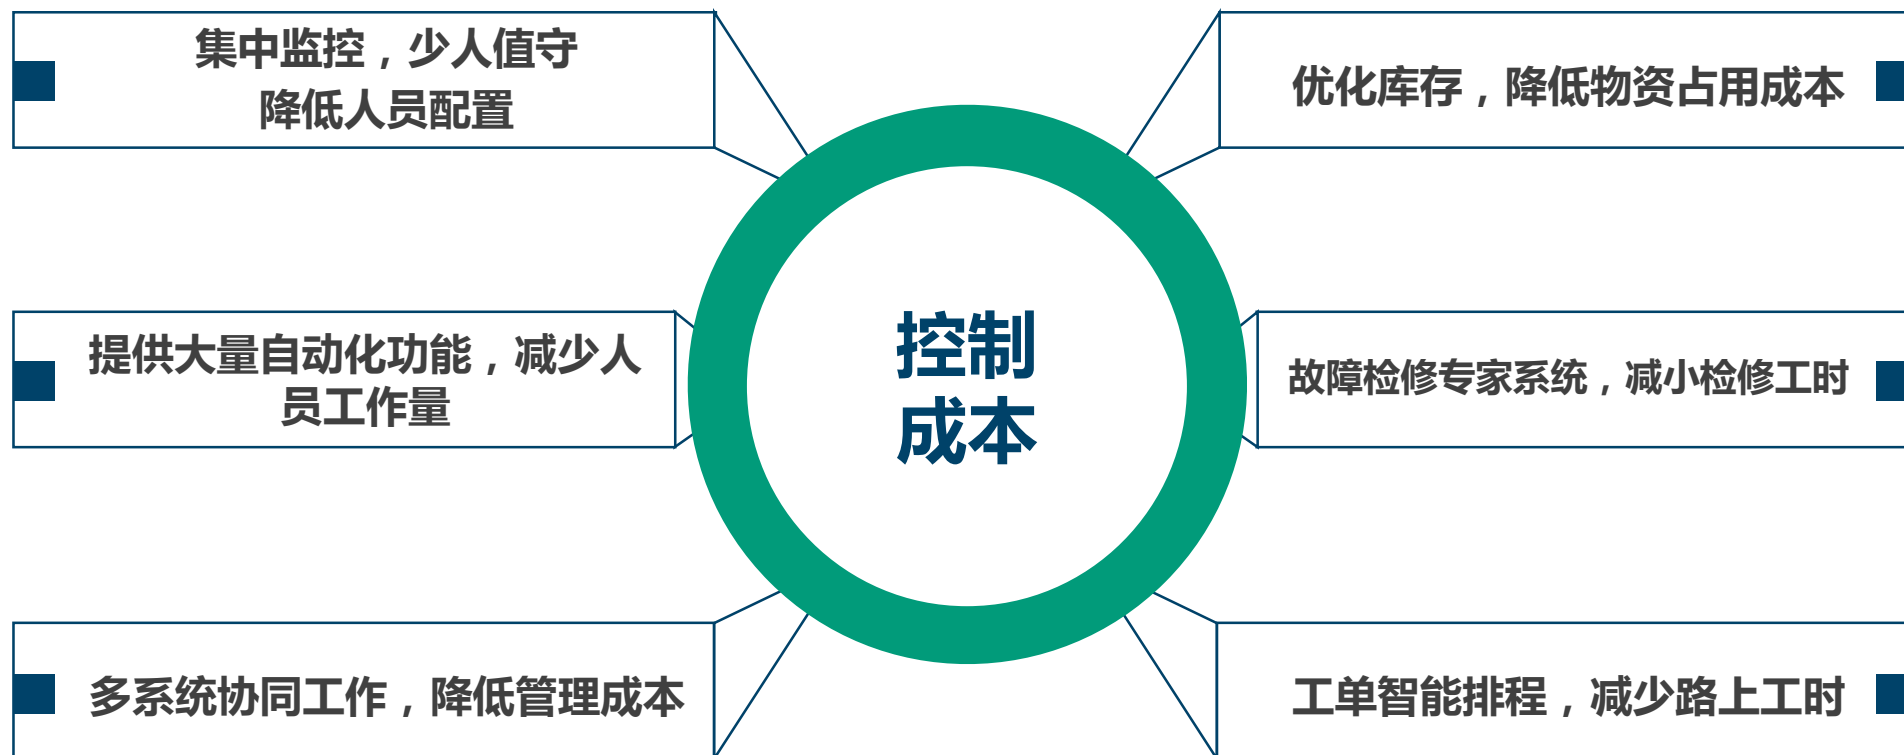 集中监控，少人值守
降低人员配置
提供大量自动化功能，减少人
员工作量
多系统协同工作，降低管理成本
控制
成本
优化库存，降低物资占用成本
故障检修专家系统，减小检修工时
工单智能排程，减少路上工时